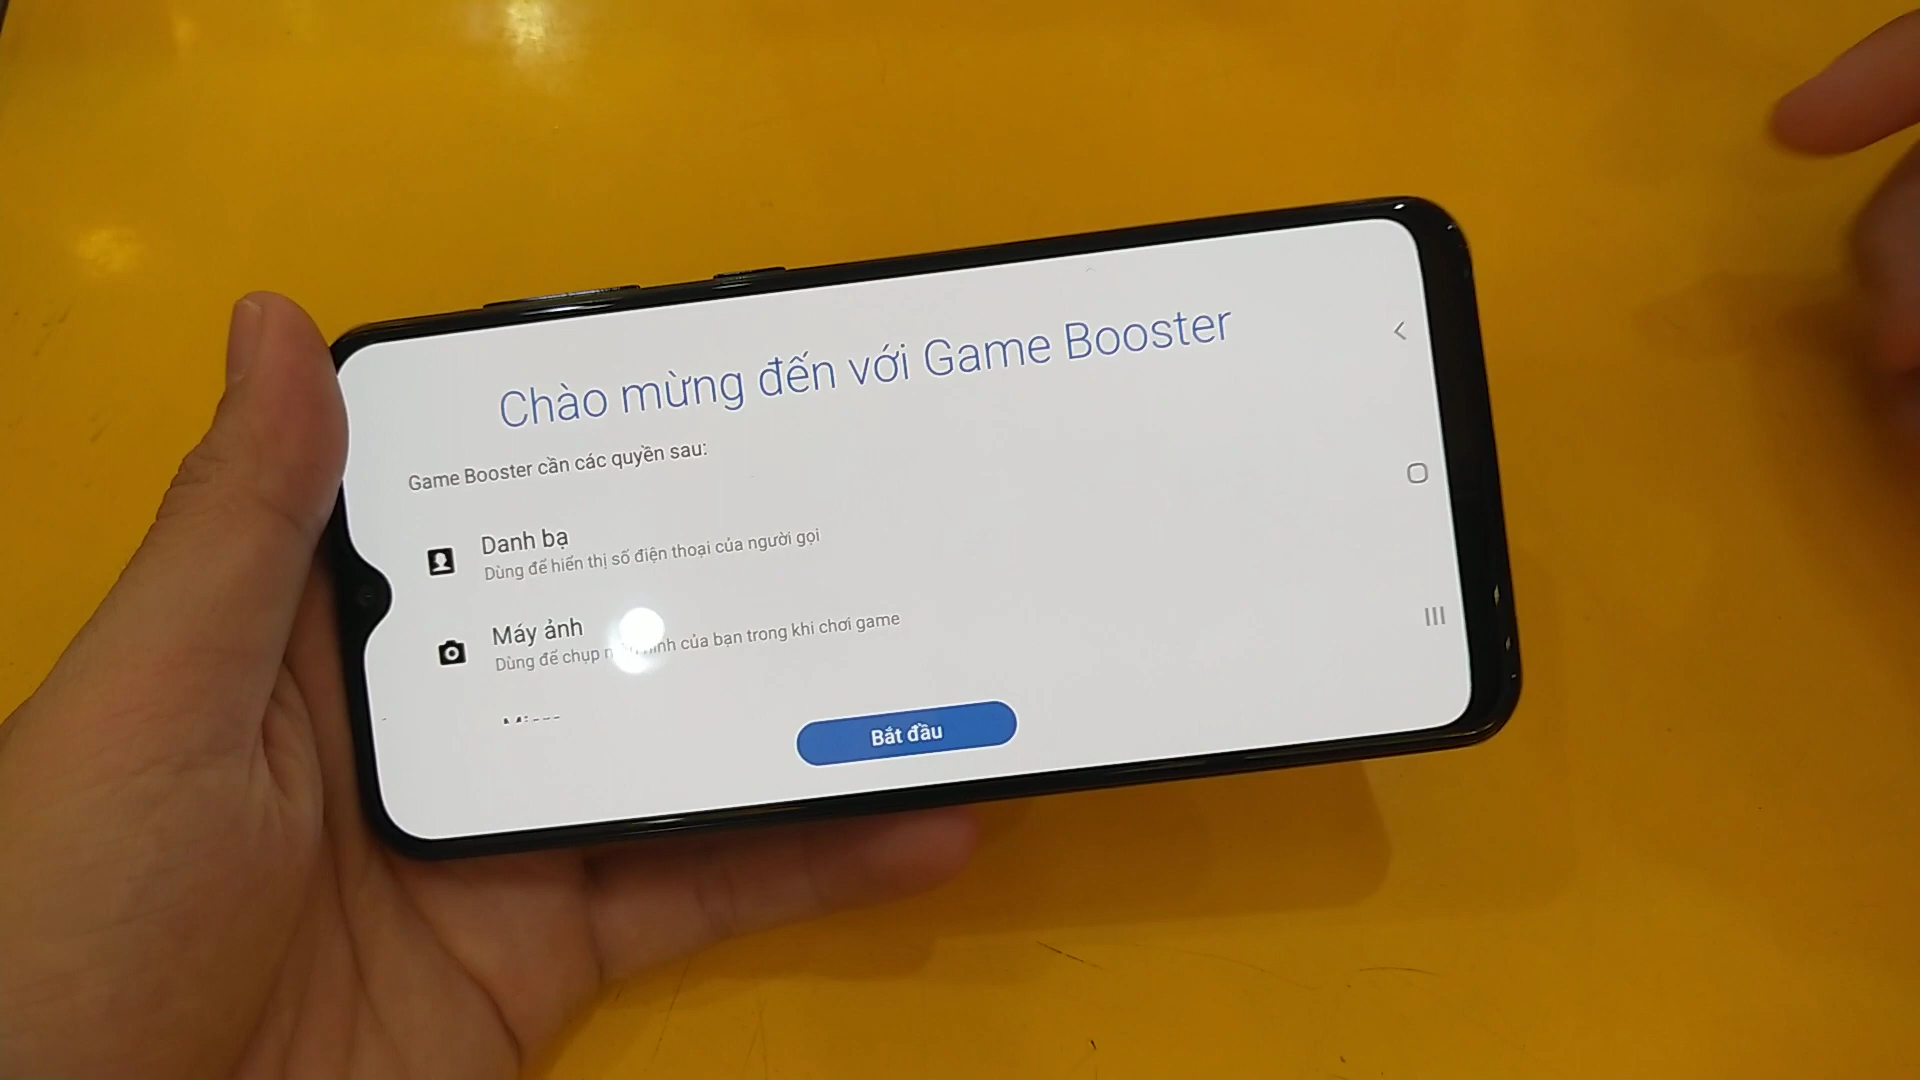 Chào mừng đến với Game Booster
Game Booster cần các quyền sau:
Danh bạ
Dùng để hiển thị số điện thoại của người gọi
Máy ảnh
Dùng để chụp hình của bạn trong khi chơi game
Bắt đầu